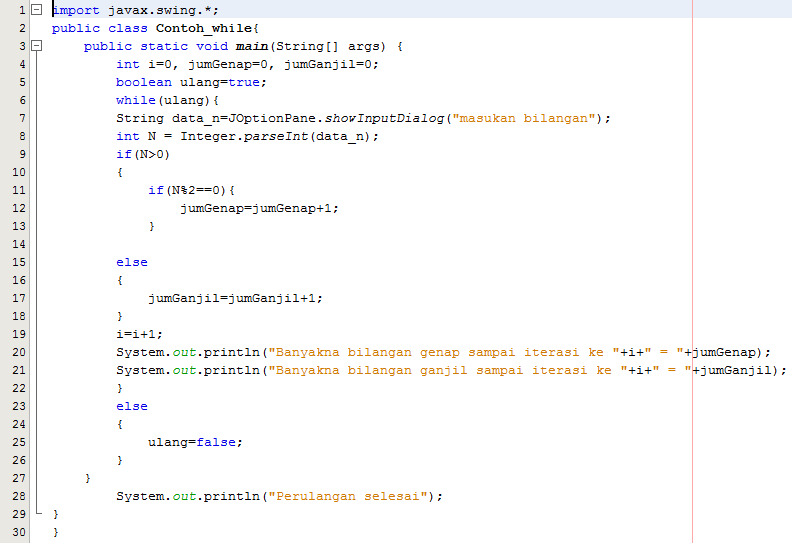 1 import javax.swing.*;
2 public class Contoh_while{
3     public static void main(String[] args) {
4         int i=0, jumGenap=0, jumGanjil=0;
5         boolean ulang=true;
6         while(ulang){
7         String data_n=JOptionPane.showInputDialog("masukan bilangan");
8         int N = Integer.parseInt(data_n);
9         if(N>0)
10         {
11             if(N%2==0){
12                 jumGenap=jumGenap+1;
13             }
14
15         else
16         {
17             jumGanjil=jumGanjil+1;
18         }
19         i=i+1;
20         System.out.println("Banyakna bilangan genap sampai iterasi ke "+i+" = "+jumGenap);
21         System.out.println("Banyakna bilangan ganjil sampai iterasi ke "+i+" = "+jumGanjil);
22         }
23         else
24         {
25             ulang=false;
26         }
27     }
28         System.out.println("Perulangan selesai");
29 }
30 }